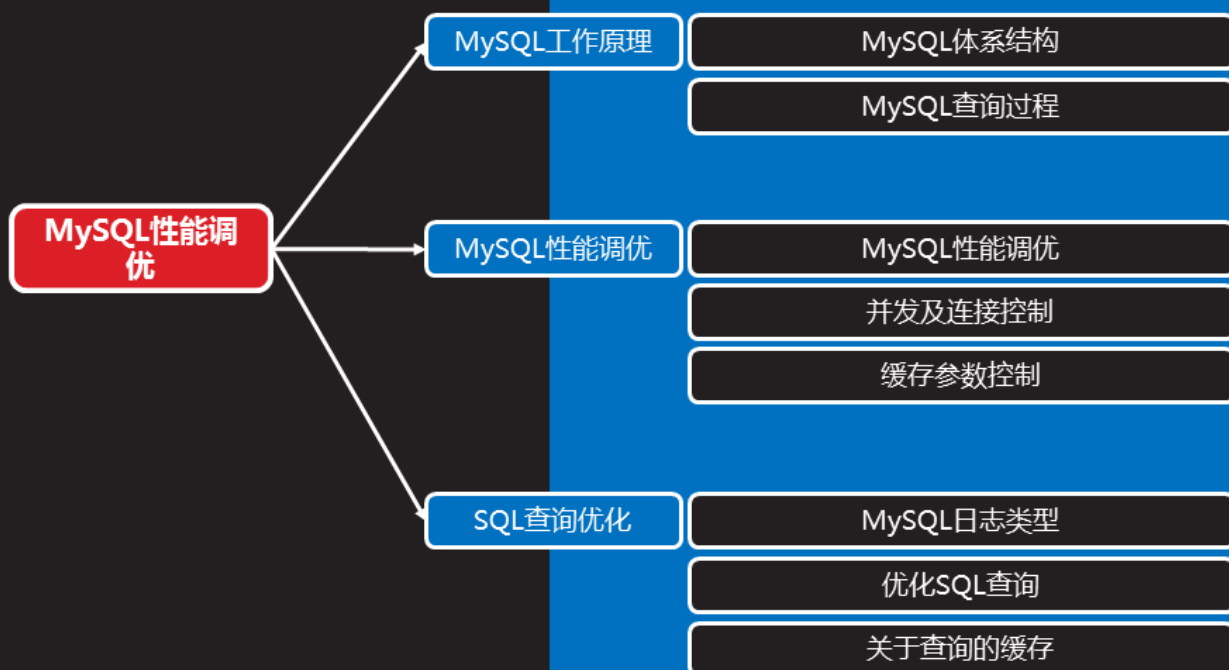 MySQL工作原理
MySQL体系结构
MySQL查询过程
MySQL性能调
优
MySQL性能调优
MySQL性能调优
并发及连接控制
缓存参数控制
SQL查询优化
MySQL日志类型
优化SQL查询
关于查询的缓存